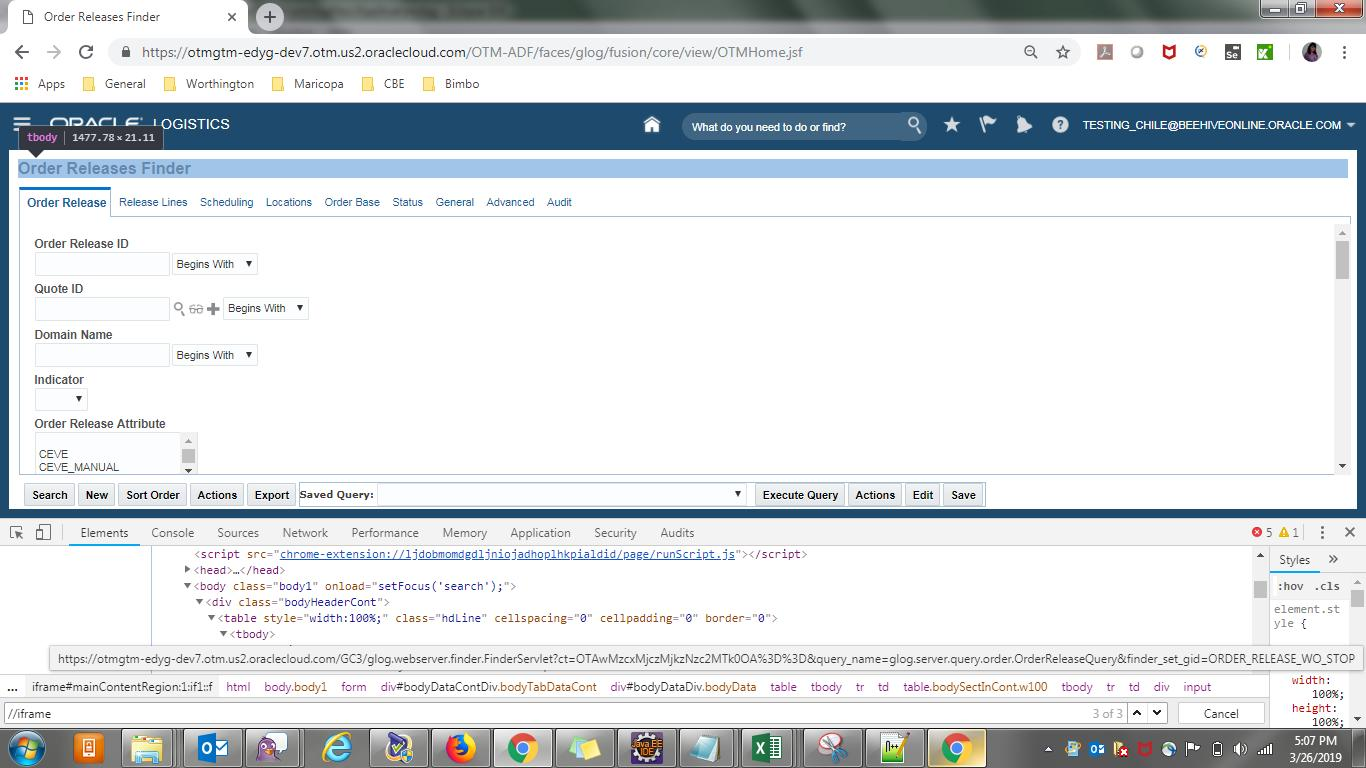 Order Releases Finder
https://otmgtm-edyg-dev7.otm.us2.oraclecloud.com/OTM-ADF/faces/glog/fusion/core/view/OTMHome.jsf
Apps General Worthington Maricopa CBE Bimbo
ORACLE LOGISTICS What do you need to do or find? TESTING_CHILE@BEEHIVEONLINE.ORACLE.COM
tbody 1477.78 × 21.11
Order Releases Finder
Order Release Release Lines Scheduling Locations Order Base Status General Advanced Audit
Order Release ID
Begins With
Quote ID
Begins With
Domain Name
Begins With
Indicator
Order Release Attribute
CEVE
CEVE_MANUAL
Search New Sort Order Actions Export Saved Query: Execute Query Actions Edit Save
Elements Console Sources Network Performance Memory Application Security Audits 5 1
<script src="chrome-extension://ljdobmomdgdljniojadhoplhkpialdid/page/runScript.js"></script>
<head>…</head>
<body class="body1" onload="setFocus('search');">
<div class="bodyHeaderCont">
<table style="width:100%;" class="hdLine" cellspacing="0" cellpadding="0" border="0">
<tbody>
Styles »
:hov .cls
element.st
yle {
https://otmgtm-edyg-dev7.otm.us2.oraclecloud.com/GC3/glog.webserver.finder.FinderServlet?ct=OTAwMzcxMjczMjkzNzc2MTk0OA%3D%3D&query_name=glog.server.query.order.OrderReleaseQuery&finder_set_gid=ORDER_RELEASE_WO_STOP
... iframe#mainContentRegion:1:if1::f html body.body1 form div#bodyDataContDiv.bodyTabDataCont div#bodyDataDiv.bodyData table tbody tr td table.bodySectInCont.w100 tbody tr td div input
width:
100%;
height:
100%;
//iframe 3 of 3 Cancel
5:07 PM
3/26/2019